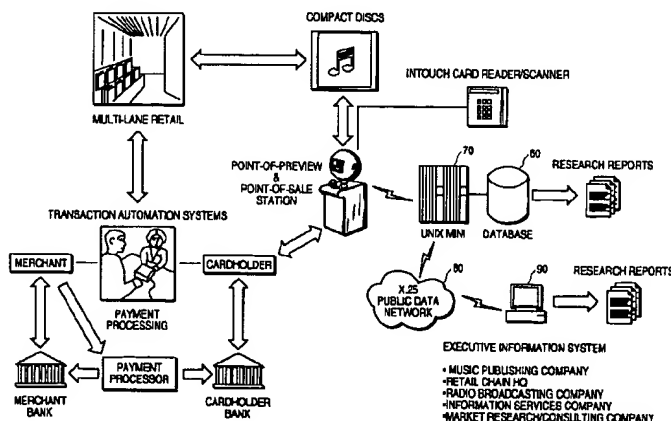 COMPACT DISCS
INTOUCH CARD READER/SCANNER
MULTI-LANE RETAIL
POINT-OF-PREVIEW
&
POINT-OF-SALE
STATION
70
60
RESEARCH REPORTS
UNIX MINI
DATABASE
TRANSACTION AUTOMATION SYSTEMS
MERCHANT
CARDHOLDER
PAYMENT
PROCESSING
80
X.25
PUBLIC DATA
NETWORK
90
RESEARCH REPORTS
PAYMENT
PROCESSOR
MERCHANT
BANK
CARDHOLDER
BANK
EXECUTIVE INFORMATION SYSTEM
• MUSIC PUBLISHING COMPANY
•RETAIL CHAIN HQ
•RADIO BROADCASTING COMPANY
•INFORMATION SERVICES COMPANY
•MARKET RESEARCH/CONSULTING COMPANY